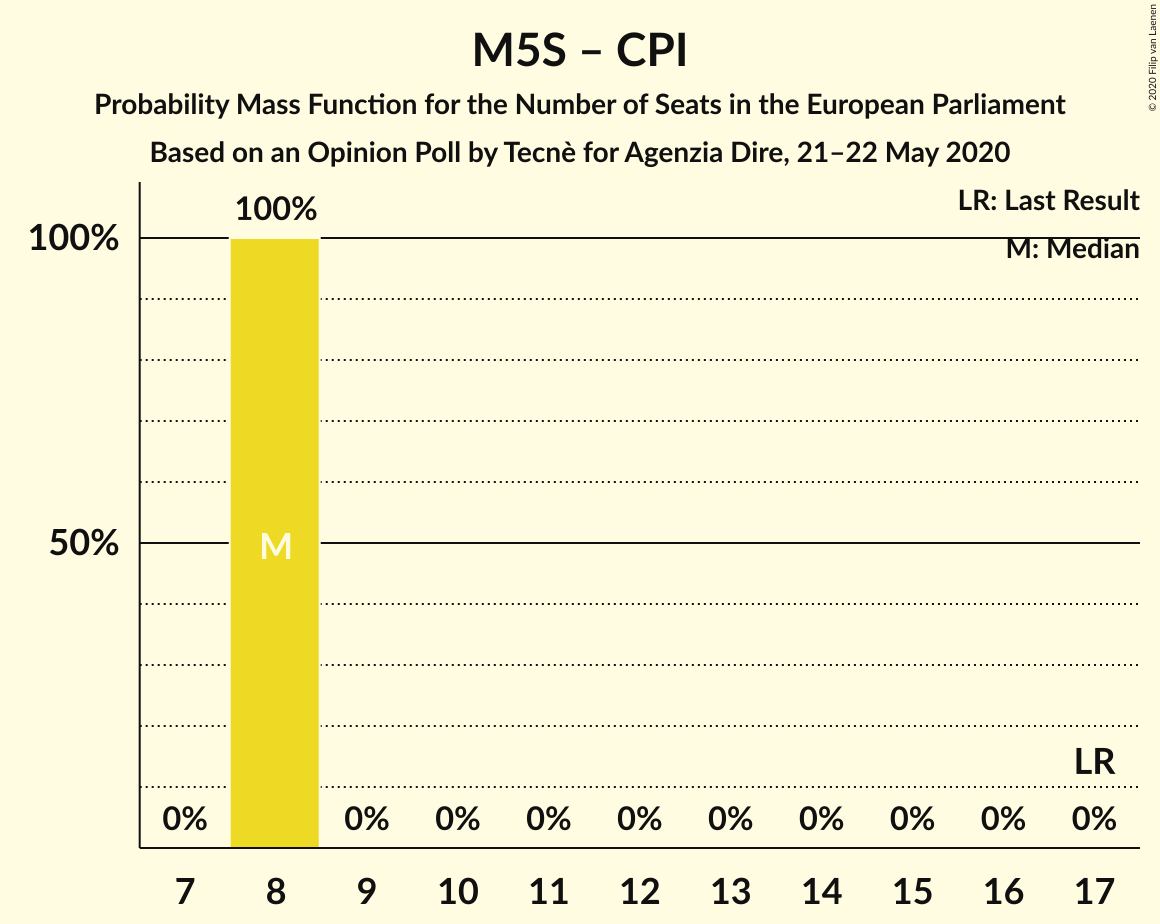 M5S – CPI
Probability Mass Function for the Number of Seats in the European Parliament
Based on an Opinion Poll by Tecnè for Agenzia Dire, 21–22 May 2020
© 2020 Filip van Laenen
LR: Last Result
M: Median
100%
100%
50%
M
LR
0%
0% 0% 0% 0% 0% 0% 0% 0% 0%
7 8 9 10 11 12 13 14 15 16 17